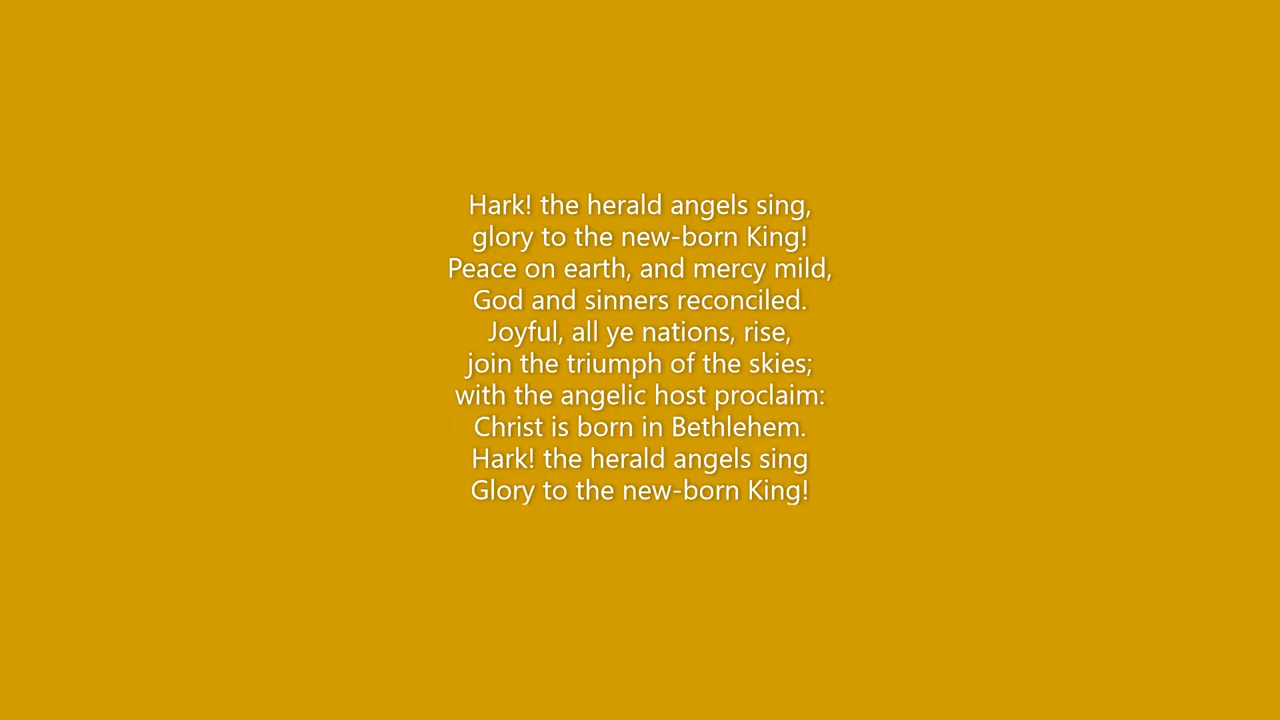 Hark! the herald angels sing,
glory to the new-born King!
Peace on earth, and mercy mild,
God and sinners reconciled.
Joyful, all ye nations, rise,
join the triumph of the skies;
with the angelic host proclaim:
Christ is born in Bethlehem.
Hark! the herald angels sing
Glory to the new-born King!